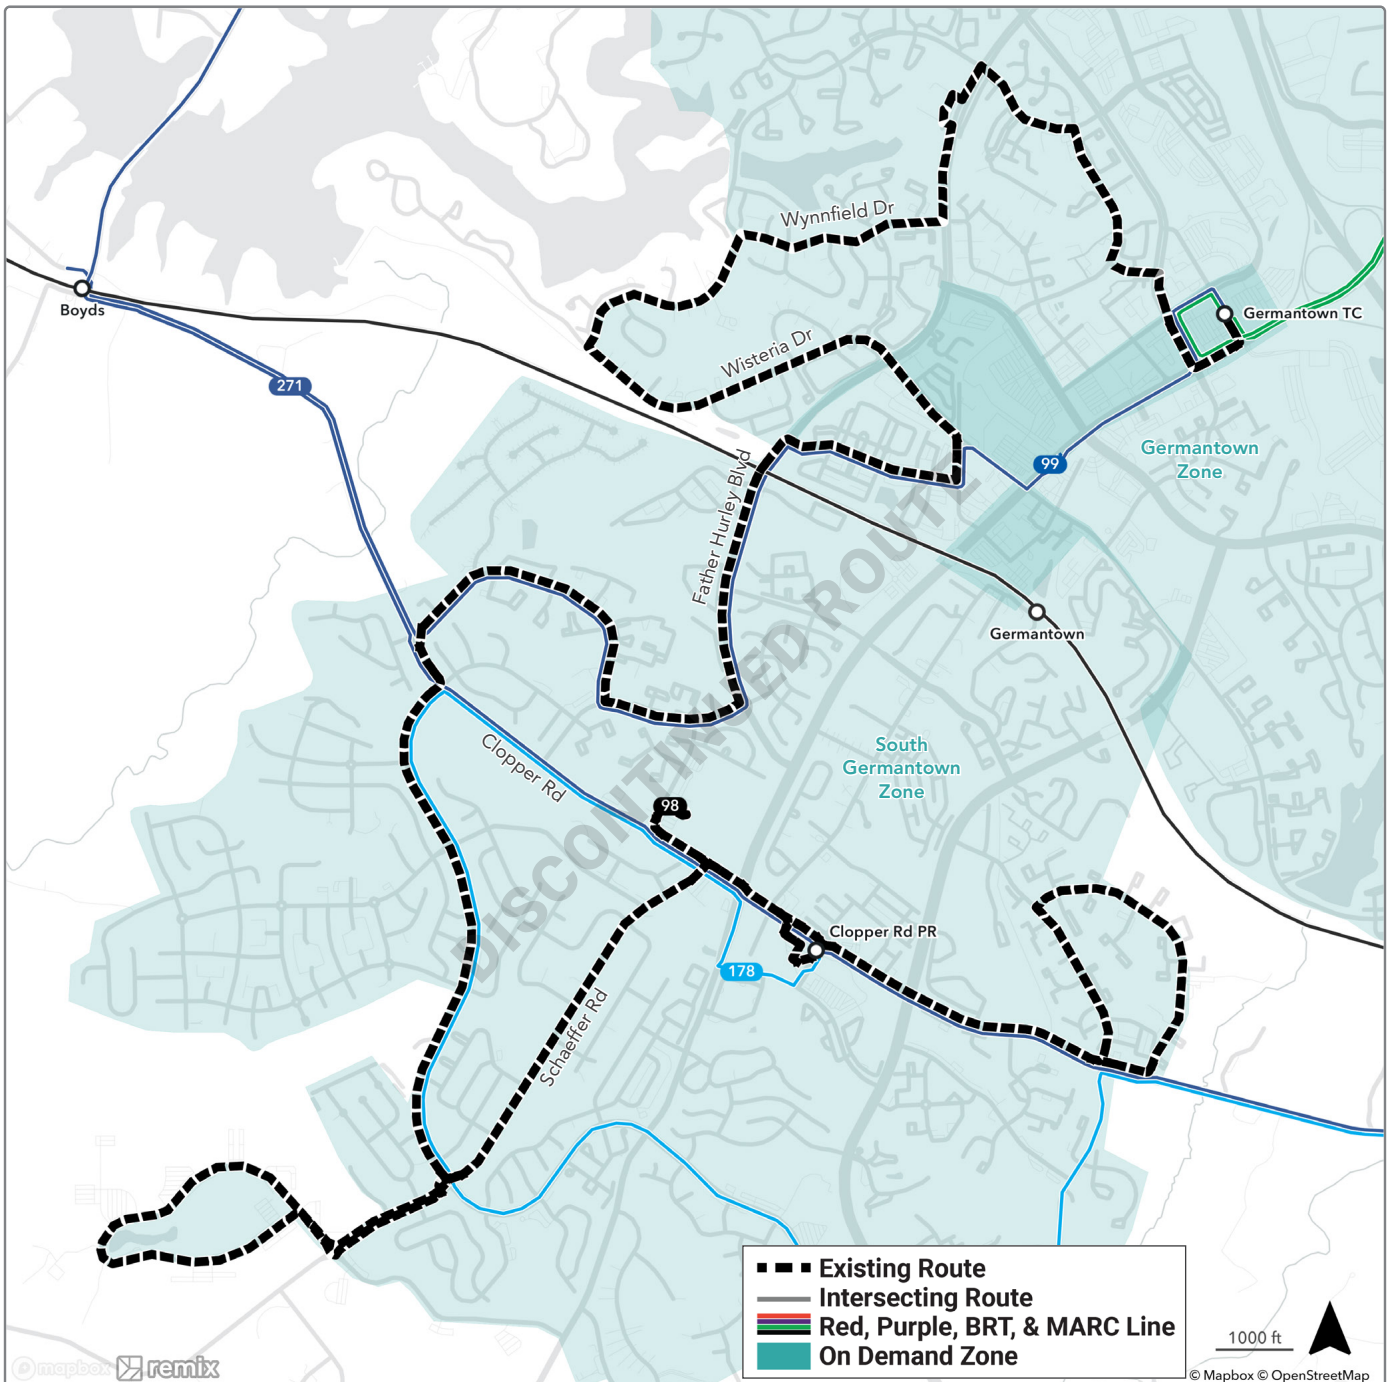 Wynnfield Dr
Boyds
Germantown TC
Wisteria Dr
271
Germantown
Zone
99
Father Hurley Blvd
DISCONTINUED ROUTE
Germantown
South
Germantown
Zone
Clopper Rd
98
Clopper Rd PR
178
Schaeffer Rd
Existing Route
Intersecting Route
Red, Purple, BRT, & MARC Line
On Demand Zone
1000 ft
mapbox remix
© Mapbox © OpenStreetMap